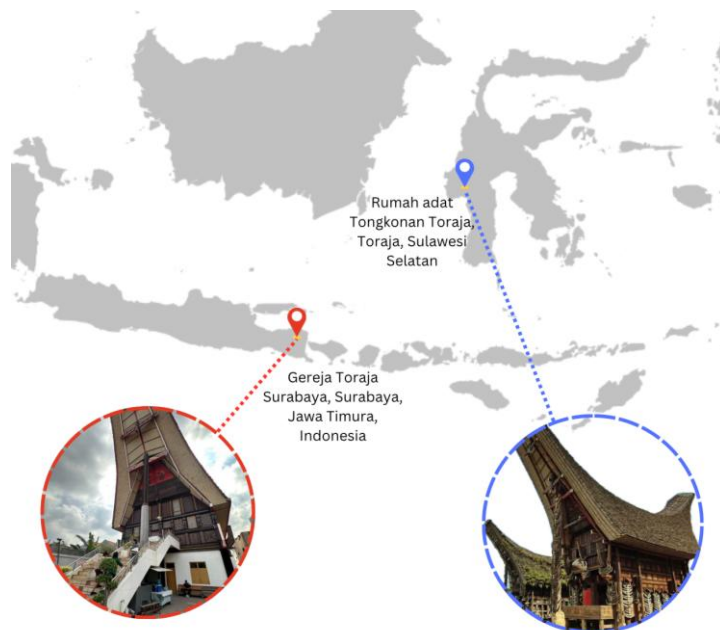 Rumah adat
Tongkonan Toraja,
Toraja, Sulawesi
Selatan
Gereja Toraja
Surabaya, Surabaya,
Jawa Timura,
Indonesia